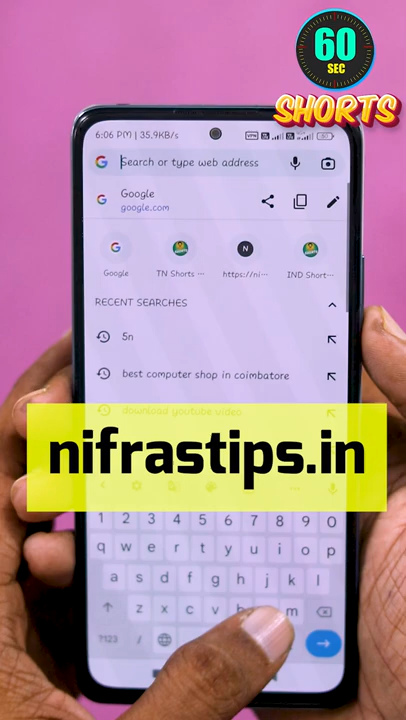 60
SEC
SHORTS
6:06 PM | 35.9KB/s
VPN
Search or type web address
Google
google.com
Google
TN Shorts ...
N
https://ni...
IND Short...
RECENT SEARCHES
5n
best computer shop in coimbatore
download youtube video
nifrastips.in
1 2 3 4 5 6 7 8 9 0
q w e r t y u i o p
a s d f g h j k l
z x c v b m
?123 /